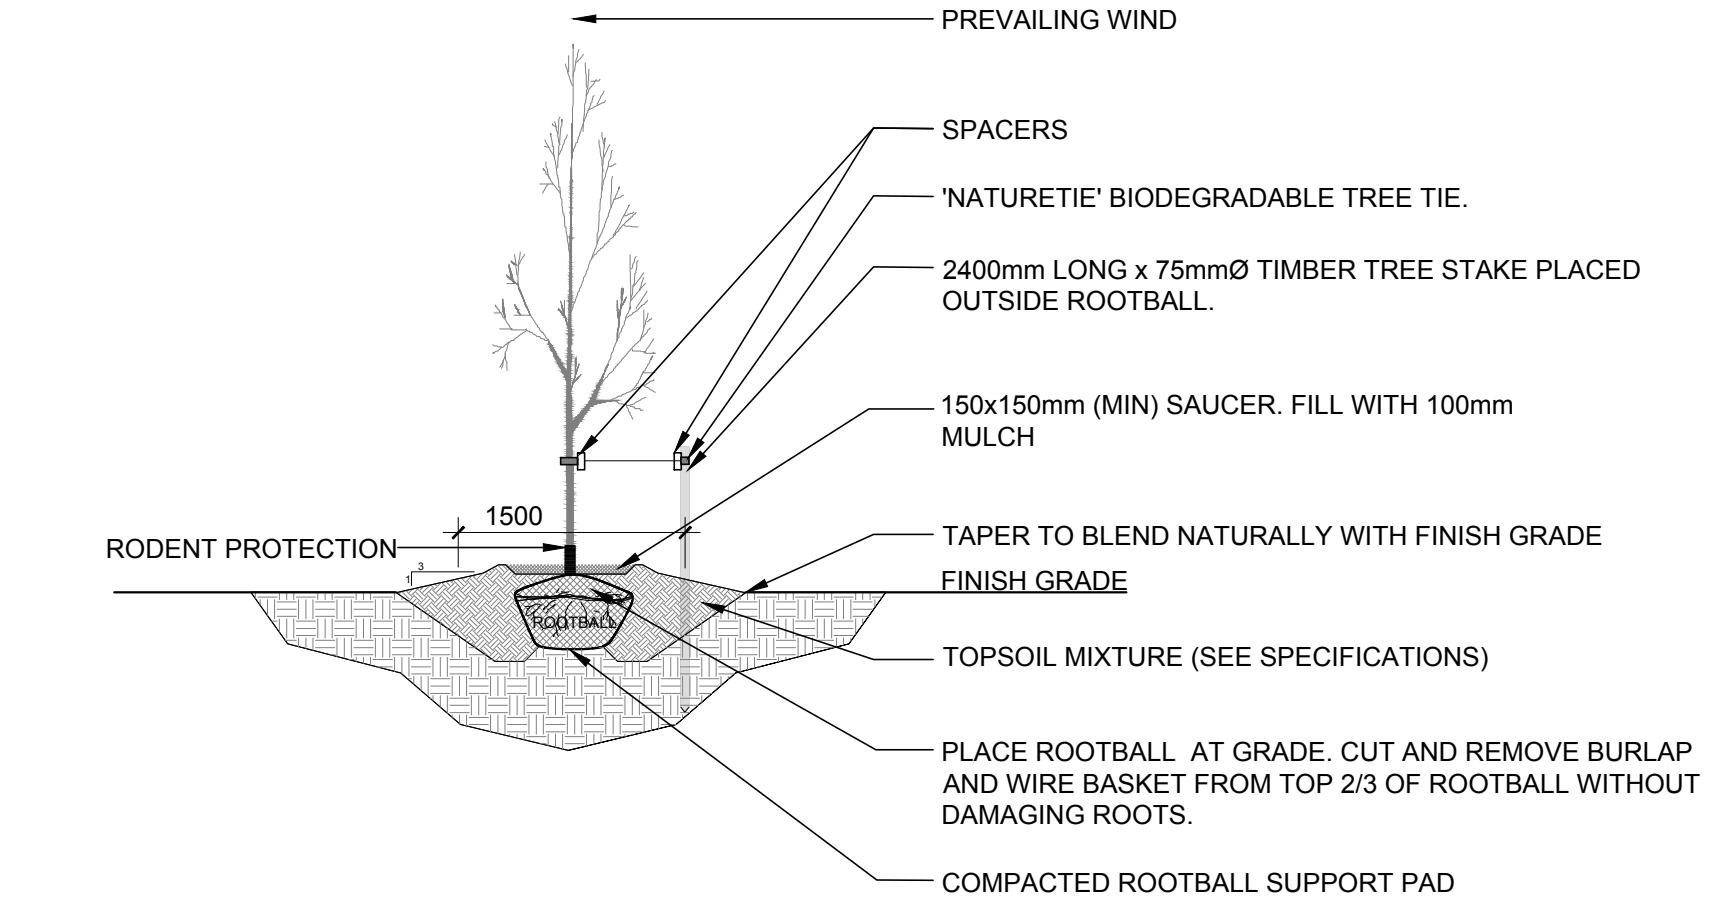 PREVAILING WIND
SPACERS
'NATURETIE' BIODEGRADABLE TREE TIE.
2400mm LONG x 75mmØ TIMBER TREE STAKE PLACED
OUTSIDE ROOTBALL.
150x150mm (MIN) SAUCER. FILL WITH 100mm
MULCH
1500
RODENT PROTECTION
TAPER TO BLEND NATURALLY WITH FINISH GRADE
3
1
FINISH GRADE
ROOTBALL
TOPSOIL MIXTURE (SEE SPECIFICATIONS)
PLACE ROOTBALL AT GRADE. CUT AND REMOVE BURLAP
AND WIRE BASKET FROM TOP 2/3 OF ROOTBALL WITHOUT
DAMAGING ROOTS.
COMPACTED ROOTBALL SUPPORT PAD